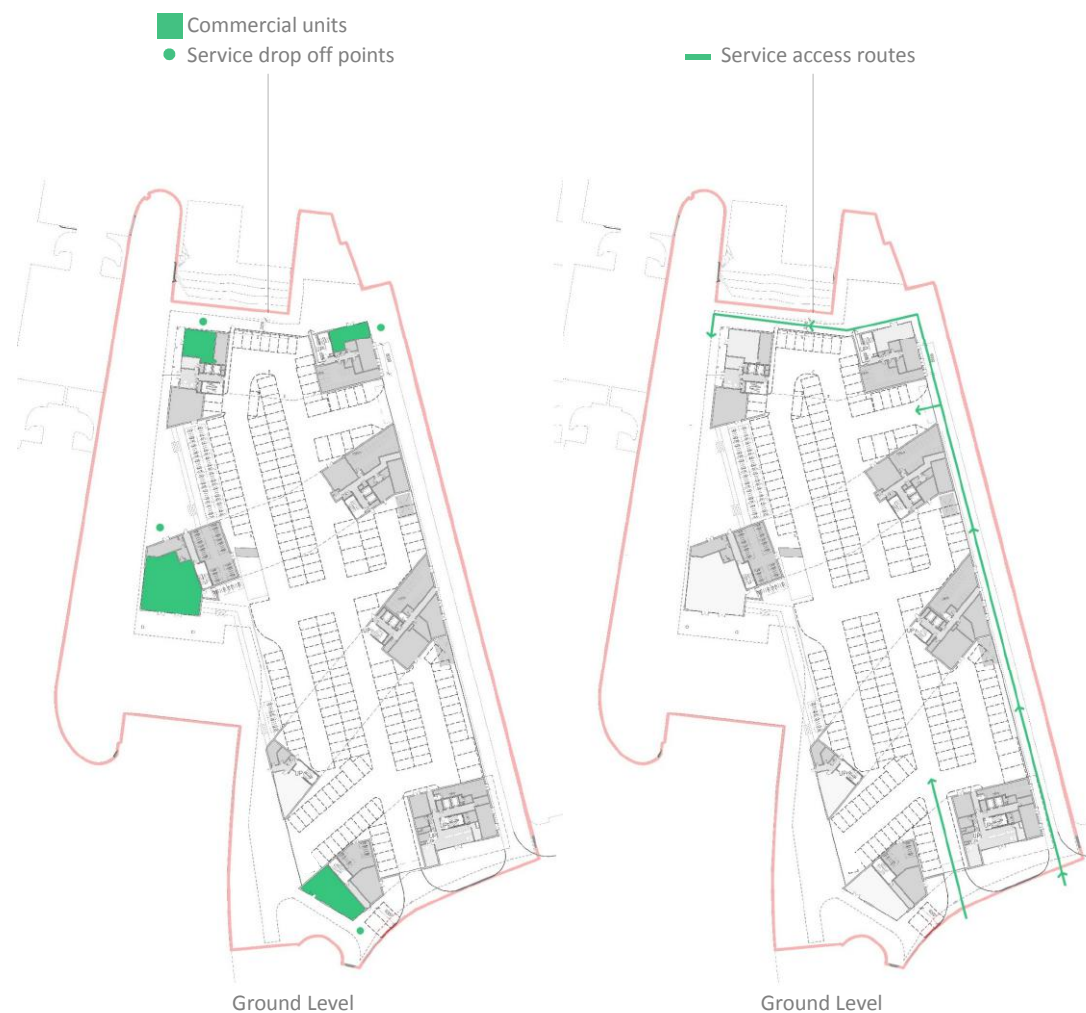 Commercial units
Service drop off points
Service access routes
Ground Level
Ground Level